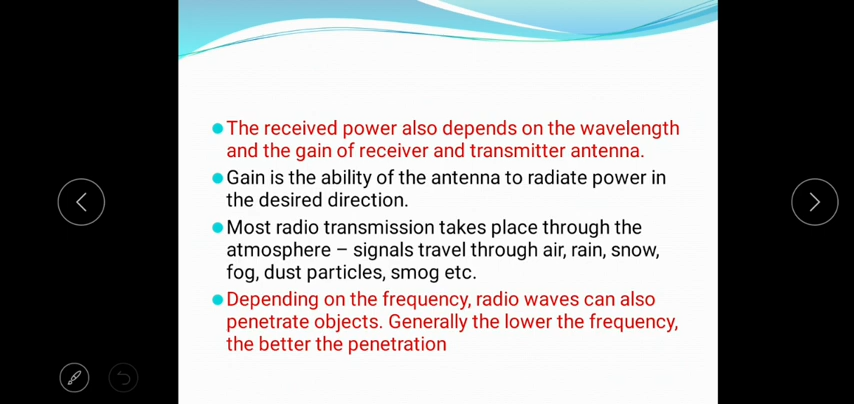 The received power also depends on the wavelength
and the gain of receiver and transmitter antenna.
Gain is the ability of the antenna to radiate power in
the desired direction.
Most radio transmission takes place through the
atmosphere – signals travel through air, rain, snow,
fog, dust particles, smog etc.
Depending on the frequency, radio waves can also
penetrate objects. Generally the lower the frequency,
the better the penetration